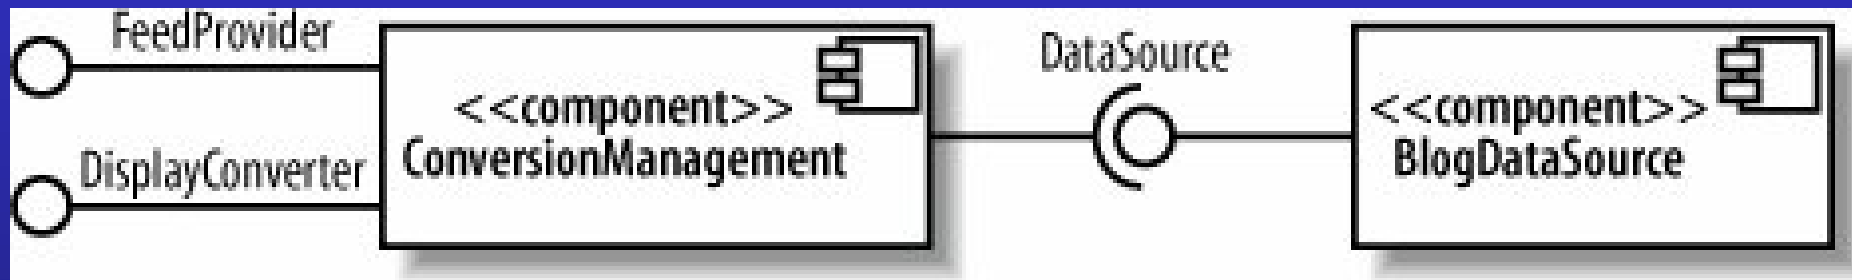 FeedProvider
DisplayConverter
<<component>>
ConversionManagement
DataSource
<<component>>
BlogDataSource